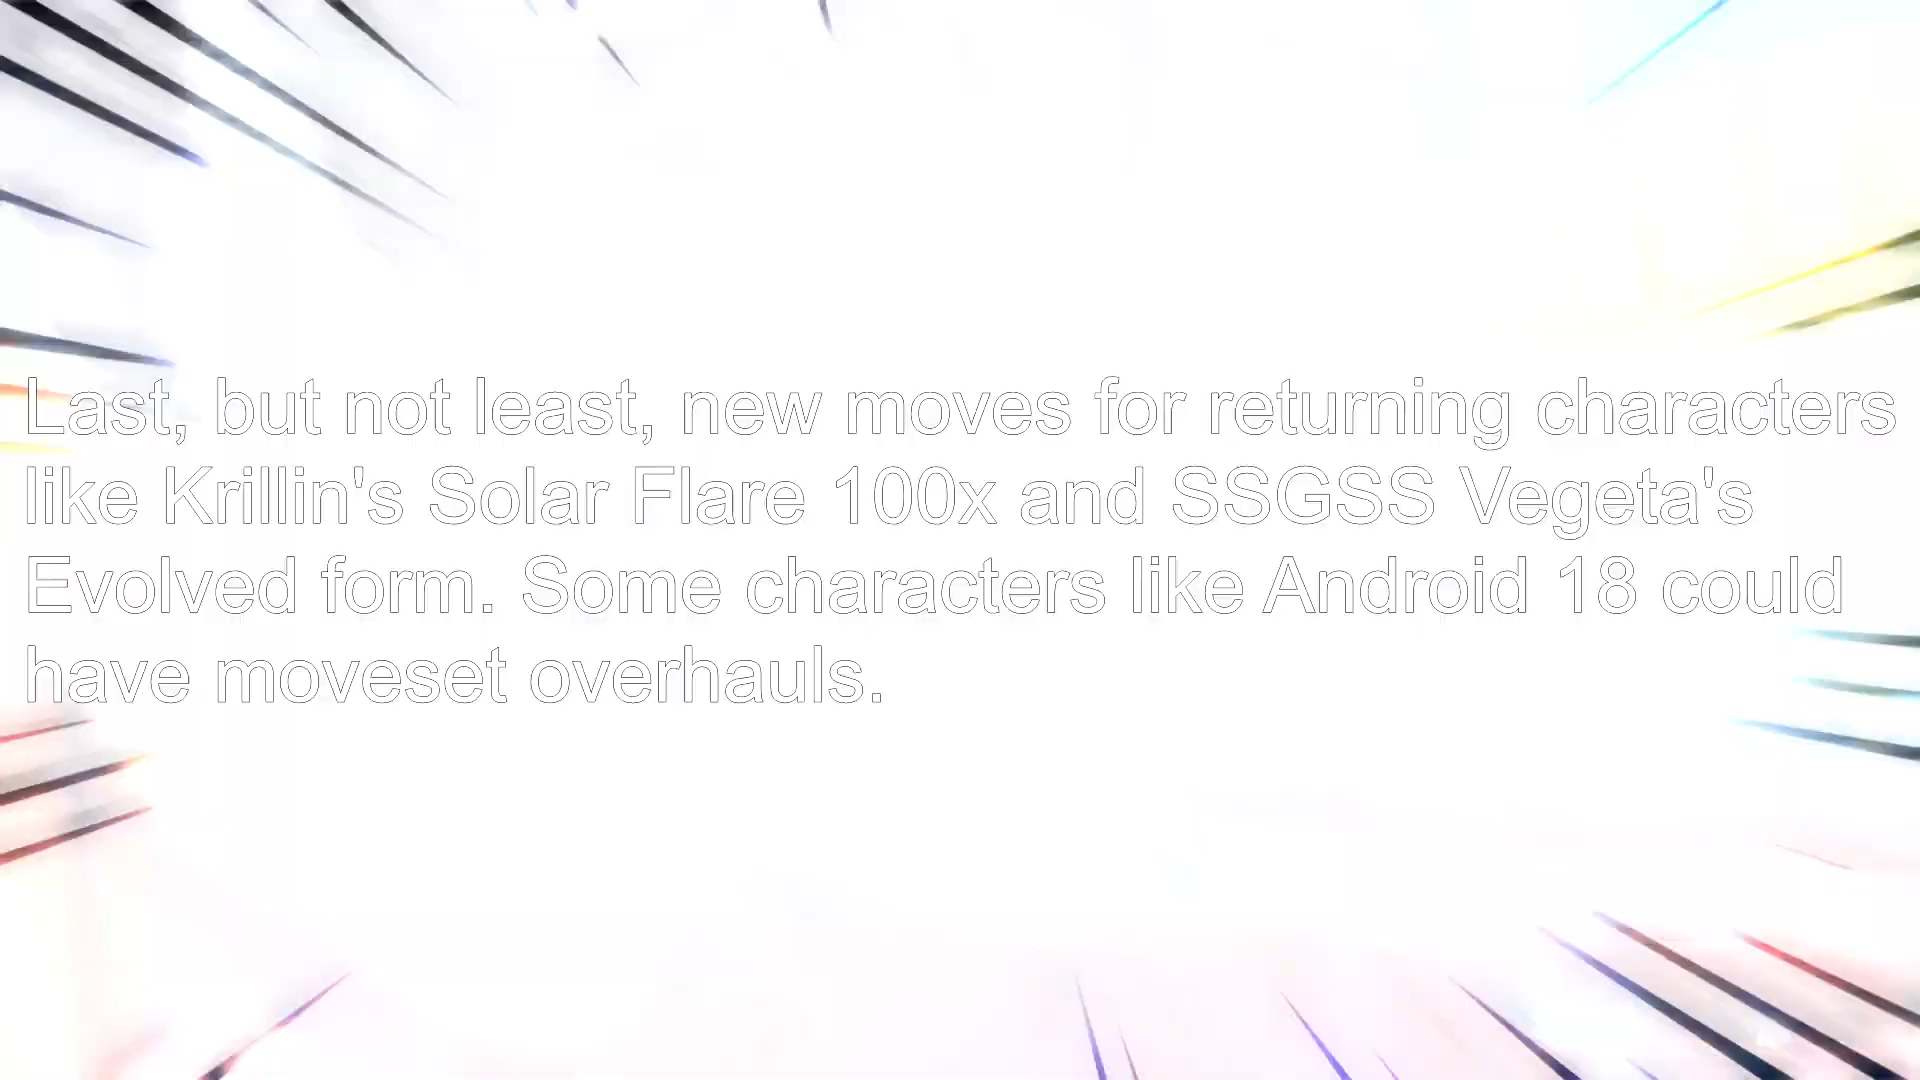 Last, but not least, new moves for returning characters
like Krillin's Solar Flare 100x and SSGSS Vegeta's
Evolved form. Some characters like Android 18 could
have moveset overhauls.